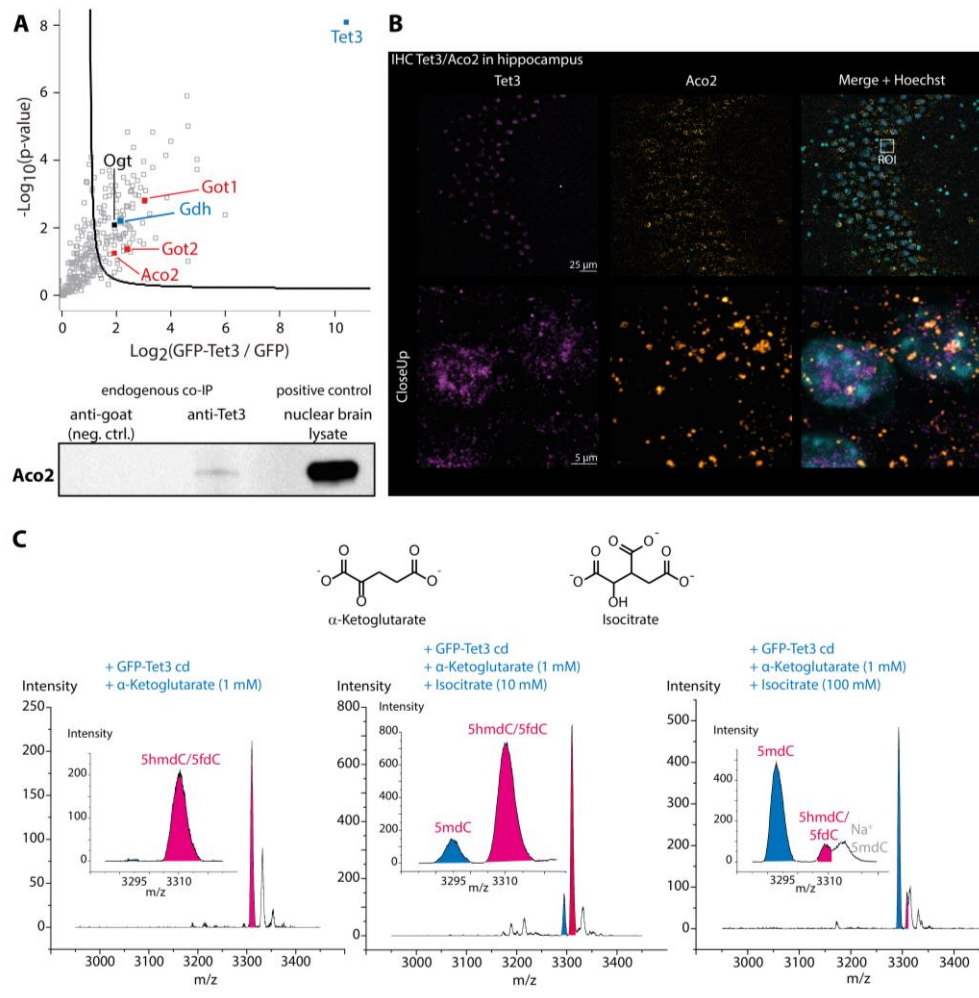 A
8
6
4
2
0
-Log10(p-value)
Tet3
Ogt
Got1
Gdh
Got2
Aco2
0 2 4 6 8 10
Log2(GFP-Tet3 / GFP)
endogenous co-IP
positive control
anti-goat
(neg. ctrl.)
anti-Tet3
nuclear brain
lysate
Aco2
B
IHC Tet3/Aco2 in hippocampus
Tet3
Aco2
Merge + Hoechst
ROI
25 μm
CloseUp
5 μm
C
O
O
-O
O-
O
α-Ketoglutarate
O
O-
O
O
-O
O-
OH
Isocitrate
+ GFP-Tet3 cd
+ α-Ketoglutarate (1 mM)
Intensity
250
200
150
100
50
0
Intensity
200
100
0
5hmdC/5fdC
3295 3310
m/z
3000 3100 3200 3300 3400
m/z
+ GFP-Tet3 cd
+ α-Ketoglutarate (1 mM)
+ Isocitrate (10 mM)
Intensity
800
600
400
200
0
Intensity
800
600
400
200
0
5hmdC/5fdC
5mdC
3295 3310
m/z
3000 3100 3200 3300 3400
m/z
+ GFP-Tet3 cd
+ α-Ketoglutarate (1 mM)
+ Isocitrate (100 mM)
Intensity
500
400
300
200
100
0
Intensity
400
200
0
5mdC
5hmdC/
5fdC
Na+
5mdC
3295 3310
m/z
3000 3100 3200 3300 3400
m/z